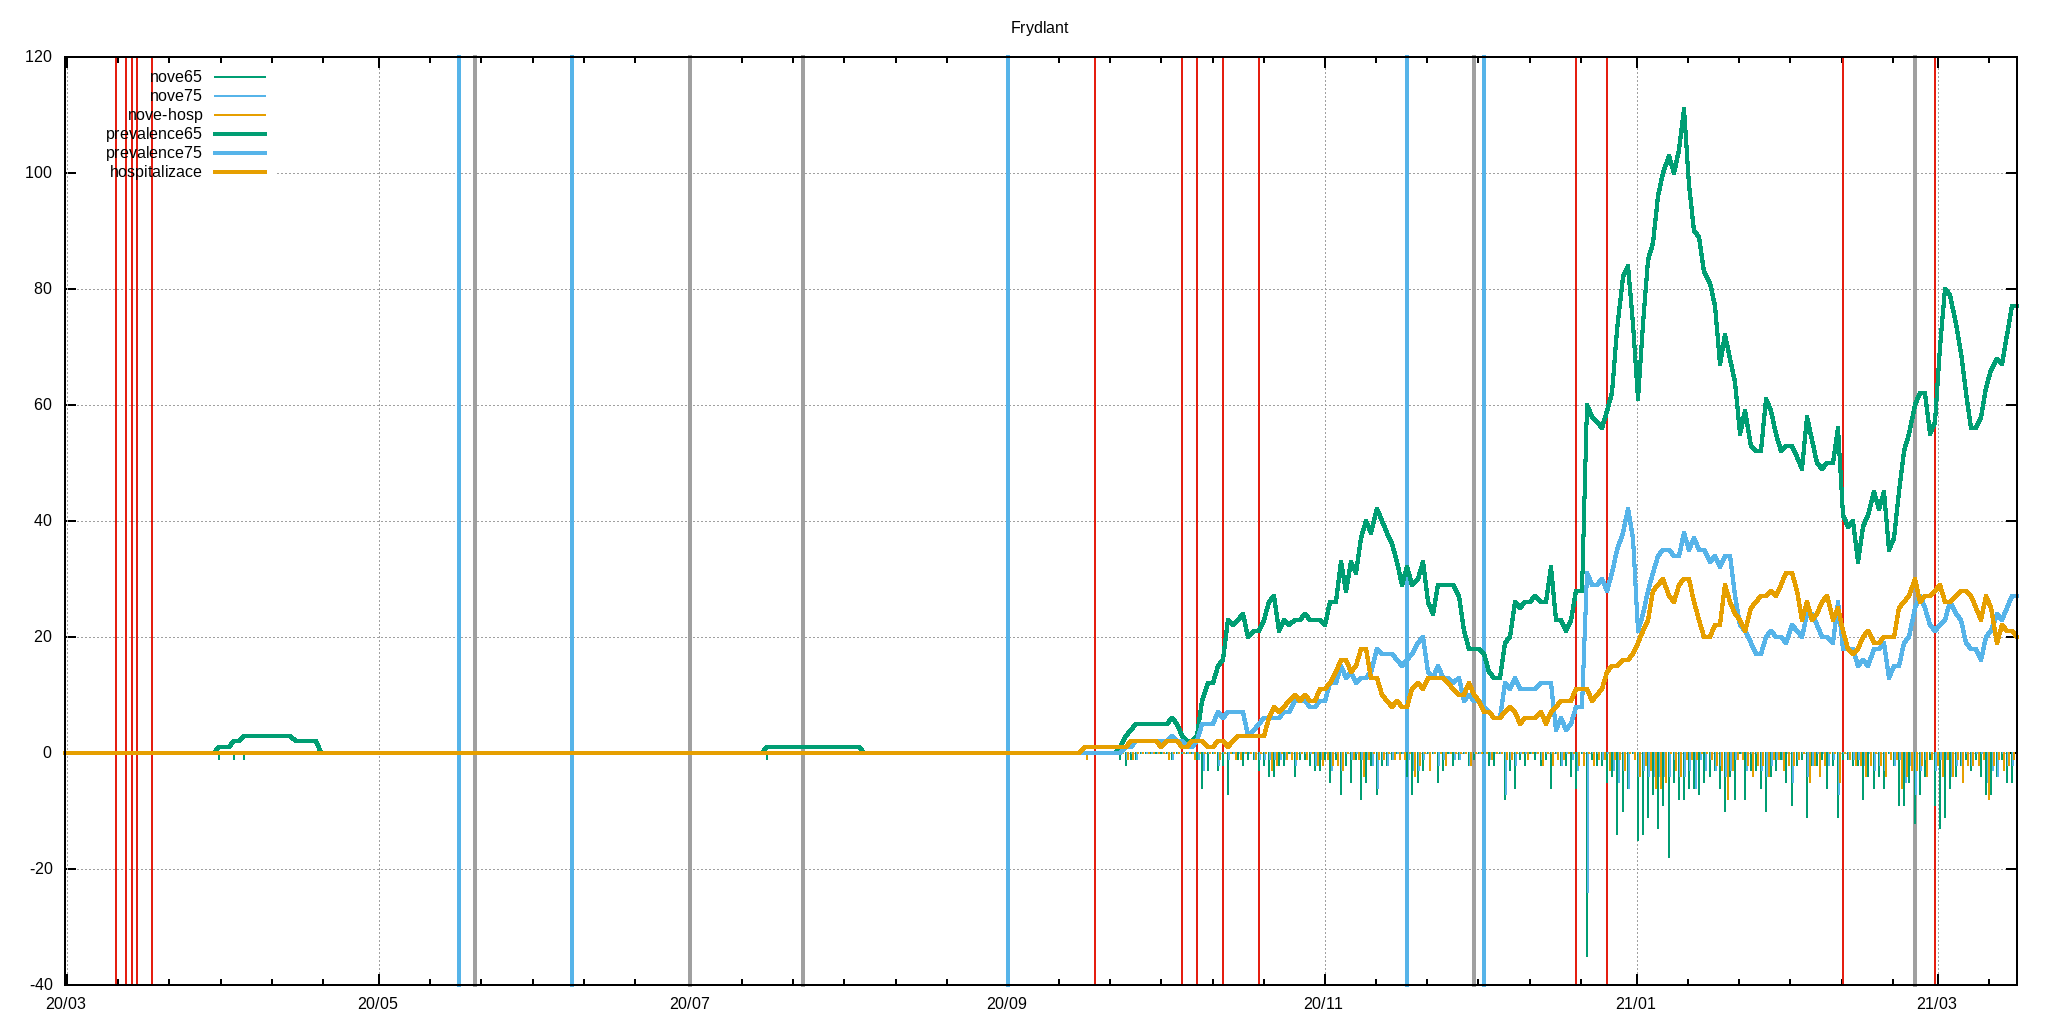 Frydlant
120
100
80
60
40
20
0
-20
-40
nove65
nove75
nove-hosp
prevalence65
prevalence75
hospitalizace
20/03 20/05 20/07 20/09 20/11 21/01 21/03